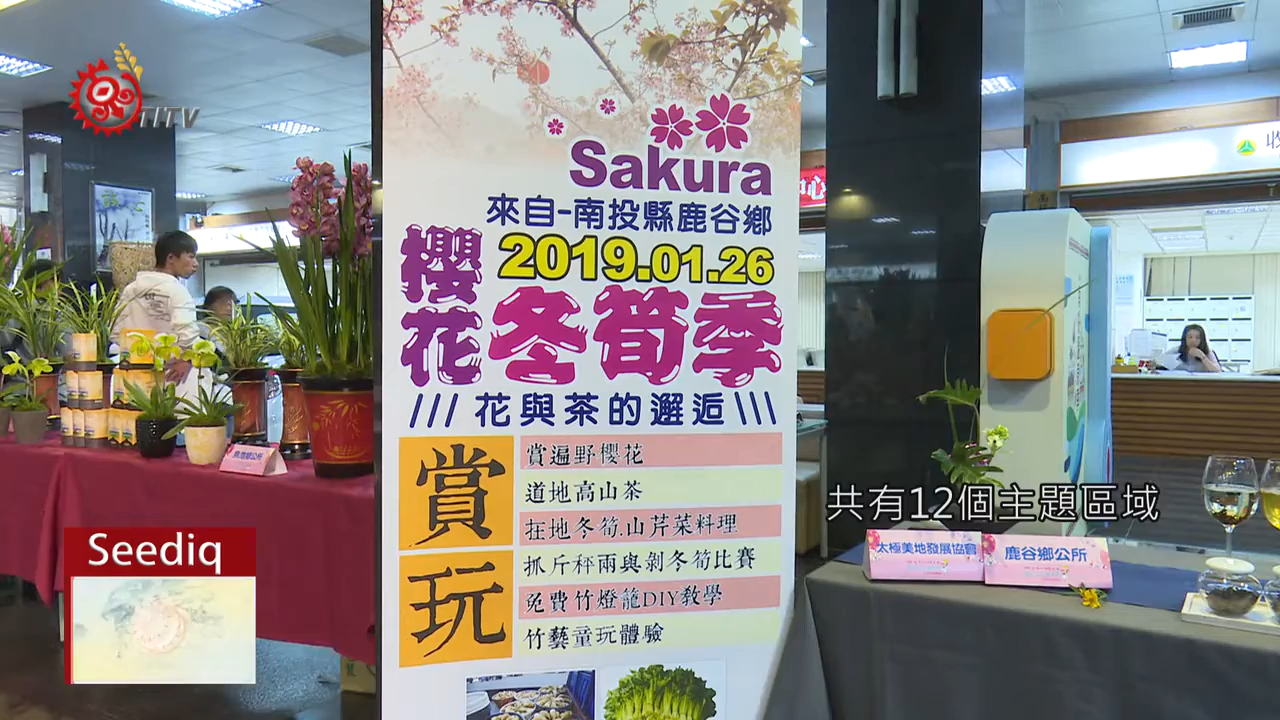 TITV
Sakura
來自-南投縣鹿谷鄉
2019.01.26
櫻花
冬筍季
/// 花與茶的邂逅 \\\
賞玩
賞遍野櫻花
道地高山茶
在地冬筍.山芹菜料理
抓斤秤兩與剝冬筍比賽
免費竹燈籠DIY教學
竹藝童玩體驗
共有12個主題區域
太極美地發展協會
鹿谷鄉公所
Seediq
收